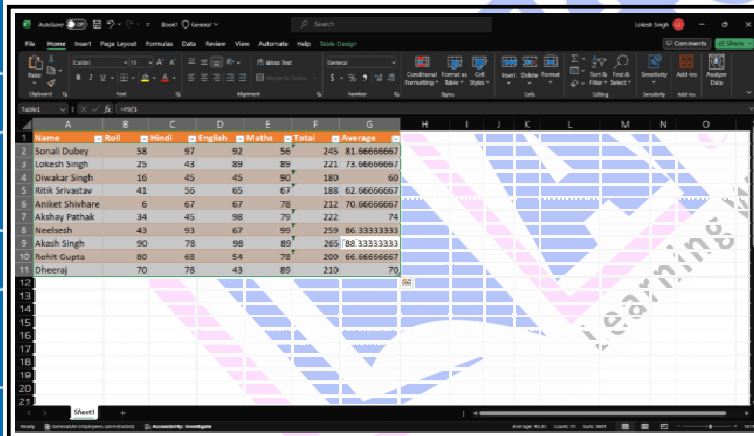 AutoSave Off Book1 General Search Lokesh Singh
File Home Insert Page Layout Formulas Data Review View Automate Help Table Design Comments Share
Paste Calibri 11 Wrap Text General Conditional Formatting Format as Table Cell Styles Insert Delete Format Sort & Filter Find & Select Sensitivity Add-ins Analyze Data
B I U Merge & Center
Clipboard Font Alignment Number Styles Cells Editing Sensitivity Add-ins
Table1 fx =F9/3
A B C D E F G H I J K L M N O
1 Name Roll Hindi English Maths Total Average
2 Sonali Dubey 58 97 92 56 245 81.66666667
3 Lokesh Singh 25 43 89 89 221 73.66666667
4 Diwakar Singh 16 45 45 90 180 60
5 Ritik Srivastav 41 56 65 67 188 62.66666667
6 Aniket Shivhare 6 67 67 78 212 70.66666667
7 Akshay Pathak 34 45 98 79 222 74
8 Neelsesh 43 93 67 99 259 86.33333333
9 Akash Singh 90 78 98 89 265 88.33333333
10 Rohit Gupta 80 68 54 78 200 66.66666667
11 Dheeraj 70 78 43 89 210 70
12
13
14
15
16
17
18
19
20
21
Learning
Sheet1
Ready Accessibility: Investigate